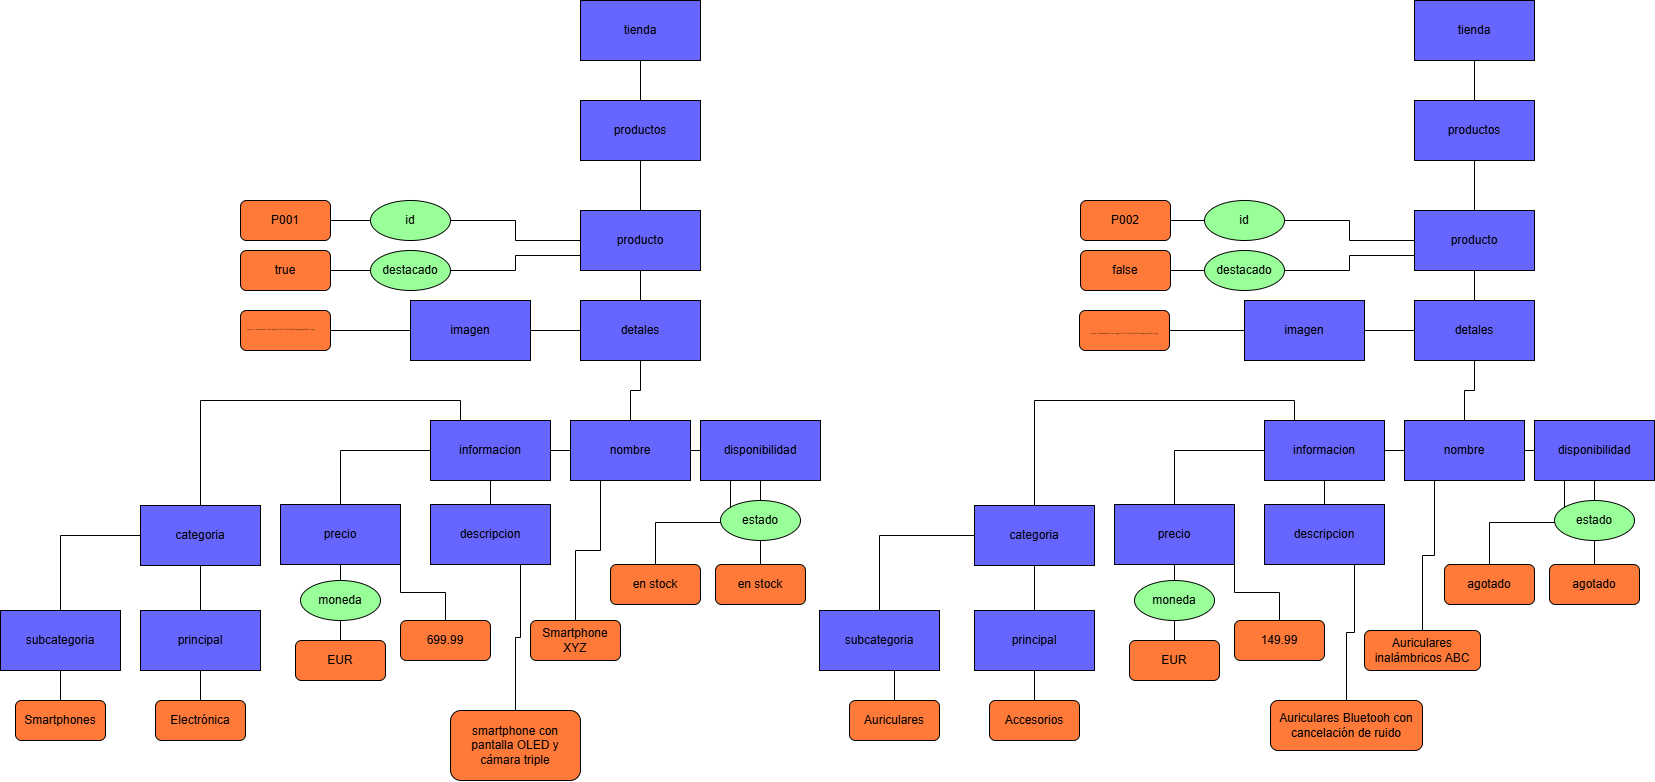 tienda
productos
P001
id
producto
true
destacado
imagen
detales
informacion
nombre
disponibilidad
categoria
precio
descripcion
estado
moneda
en stock
en stock
subcategoria
principal
EUR
699.99
Smartphone
XYZ
Smartphones
Electrónica
smartphone con
pantalla OLED y
cámara triple
tienda
productos
P002
id
producto
false
destacado
imagen
detales
informacion
nombre
disponibilidad
categoria
precio
descripcion
estado
moneda
agotado
agotado
subcategoria
principal
EUR
149.99
Auriculares
inalámbricos ABC
Auriculares
Accesorios
Auriculares Bluetooh con
cancelación de ruido